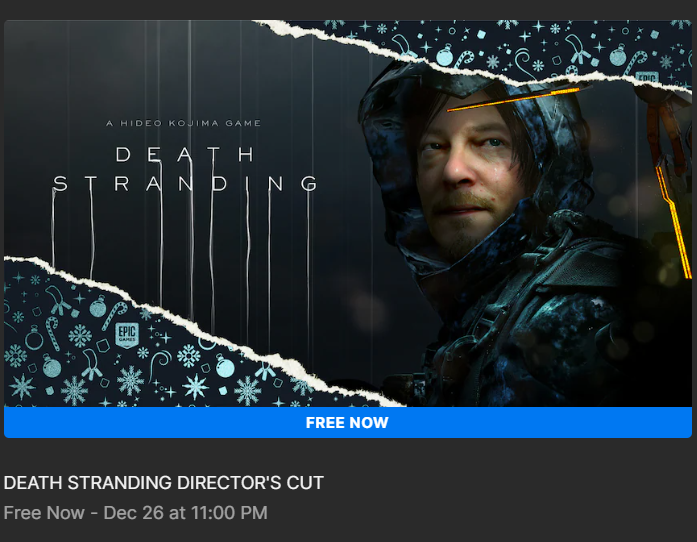 EPIC
A HIDEO KOJIMA GAME
DEATH
STRANDING
EPIC
GAMES
FREE NOW
DEATH STRANDING DIRECTOR'S CUT
Free Now - Dec 26 at 11:00 PM